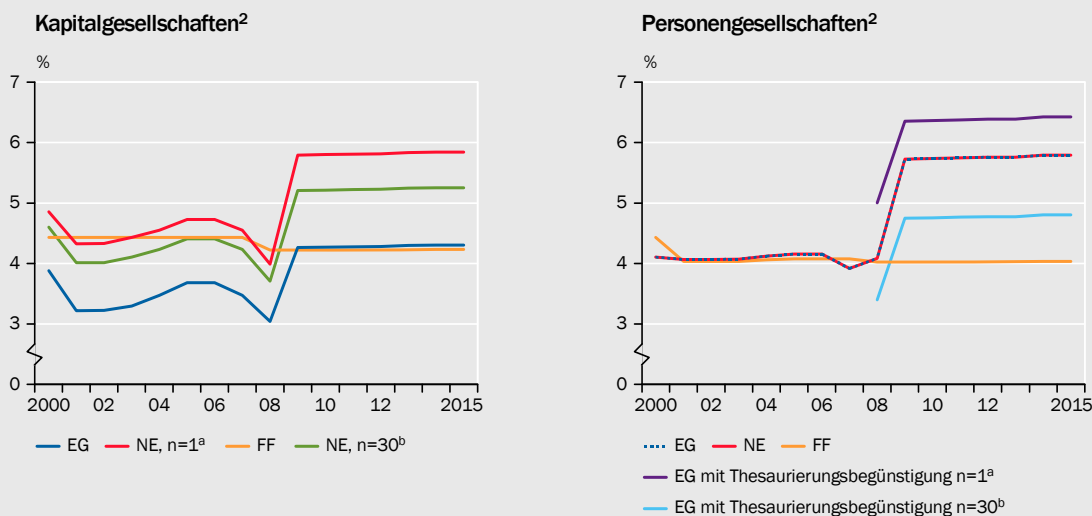 Kapitalgesellschaften²
%
7
6
5
4
3
0
2000 02 04 06 08 10 12 2015
EG NE, n=1ᵃ FF NE, n=30ᵇ
Personengesellschaften²
%
7
6
5
4
3
0
2000 02 04 06 08 10 12 2015
EG NE FF
EG mit Thesaurierungsbegünstigung n=1ᵃ
EG mit Thesaurierungsbegünstigung n=30ᵇ